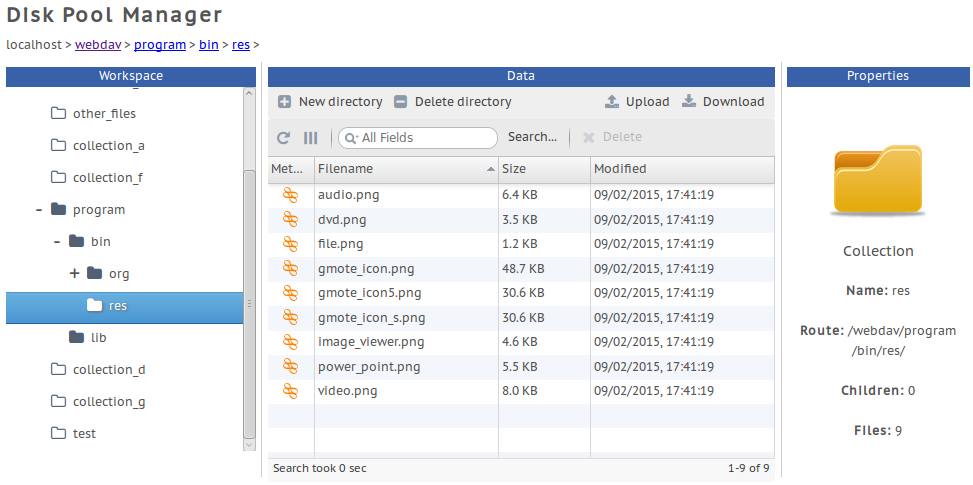 Disk Pool Manager
localhost > webdav > program > bin > res >
Workspace
other_files
collection_a
collection_f
program
bin
org
res
lib
collection_d
collection_g
test
Data
New directory Delete directory Upload Download
All Fields Search... Delete
Met... Filename Size Modified
audio.png 6.4 KB 09/02/2015, 17:41:19
dvd.png 3.5 KB 09/02/2015, 17:41:19
file.png 1.2 KB 09/02/2015, 17:41:19
gmote_icon.png 48.7 KB 09/02/2015, 17:41:19
gmote_icon5.png 30.6 KB 09/02/2015, 17:41:19
gmote_icon_s.png 30.6 KB 09/02/2015, 17:41:19
image_viewer.png 4.6 KB 09/02/2015, 17:41:19
power_point.png 5.5 KB 09/02/2015, 17:41:19
video.png 8.0 KB 09/02/2015, 17:41:19
Search took 0 sec 1-9 of 9
Properties
Collection
Name: res
Route: /webdav/program
/bin/res/
Children: 0
Files: 9